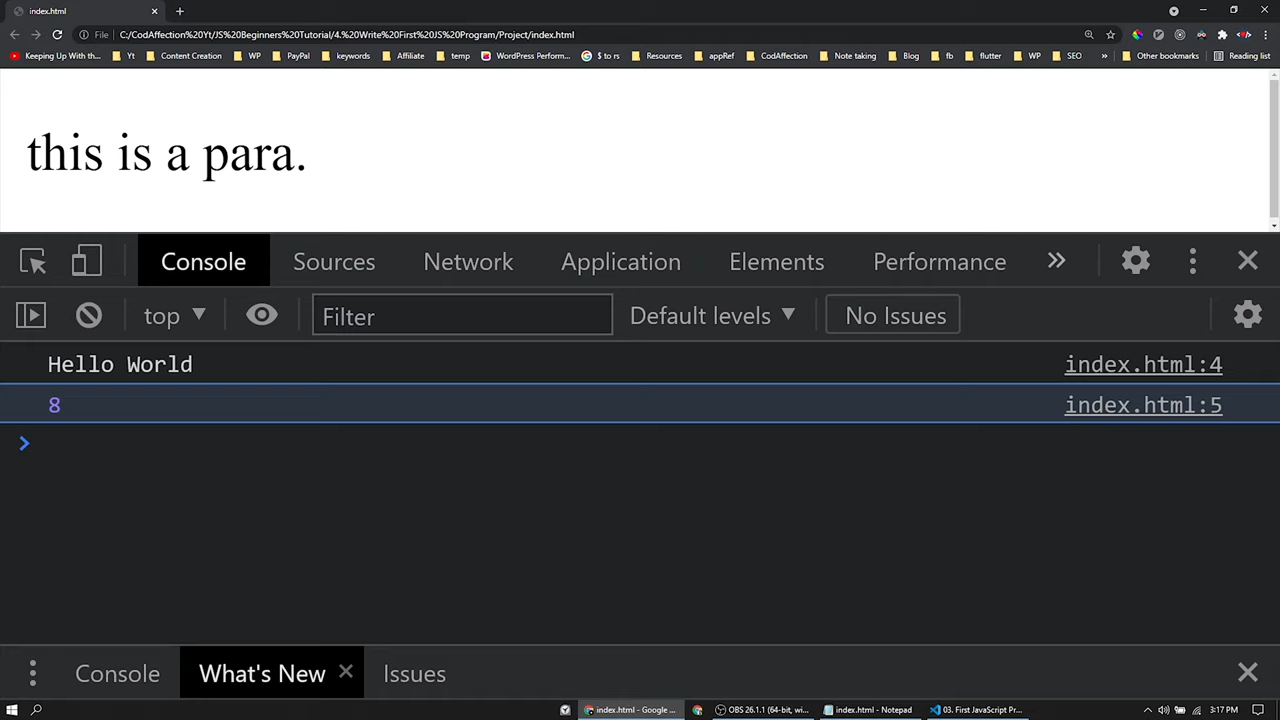 index.html
File C:/CodAffection%20Yt/JS%20Beginners%20Tutorial/4.%20Write%20First%20JS%20Program/Project/index.html
Keeping Up With th... Yt Content Creation WP PayPal keywords Affiliate temp WordPress Perform... $ to rs Resources appRef CodAffection Note taking Blog fb flutter WP SEO » Other bookmarks Reading list
this is a para.
Console Sources Network Application Elements Performance »
top Filter Default levels No Issues
Hello World index.html:4
8 index.html:5
Console What's New Issues
index.html - Google ... OBS 26.1.1 (64-bit, wi... index.html - Notepad 03. First JavaScript Pr... 3:17 PM